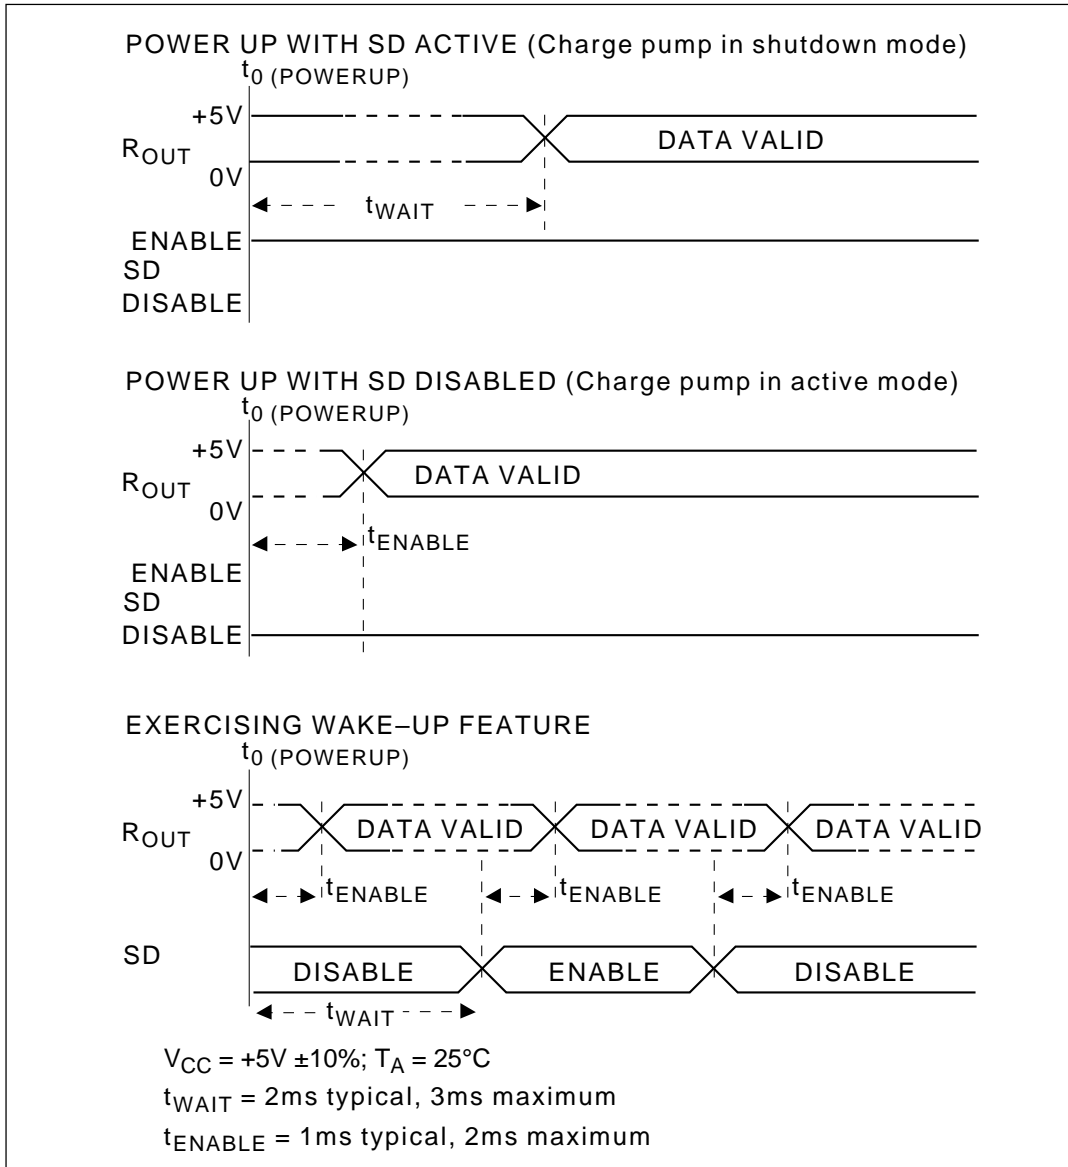 POWER UP WITH SD ACTIVE (Charge pump in shutdown mode)
t0 (POWERUP)
+5V
ROUT
DATA VALID
0V
tWAIT
ENABLE
SD
DISABLE
POWER UP WITH SD DISABLED (Charge pump in active mode)
t0 (POWERUP)
+5V
ROUT
DATA VALID
0V
tENABLE
ENABLE
SD
DISABLE
EXERCISING WAKE–UP FEATURE
t0 (POWERUP)
+5V
ROUT
DATA VALID DATA VALID DATA VALID
0V
tENABLE tENABLE tENABLE
SD
DISABLE ENABLE DISABLE
tWAIT
VCC = +5V ±10%; TA = 25°C
tWAIT = 2ms typical, 3ms maximum
tENABLE = 1ms typical, 2ms maximum